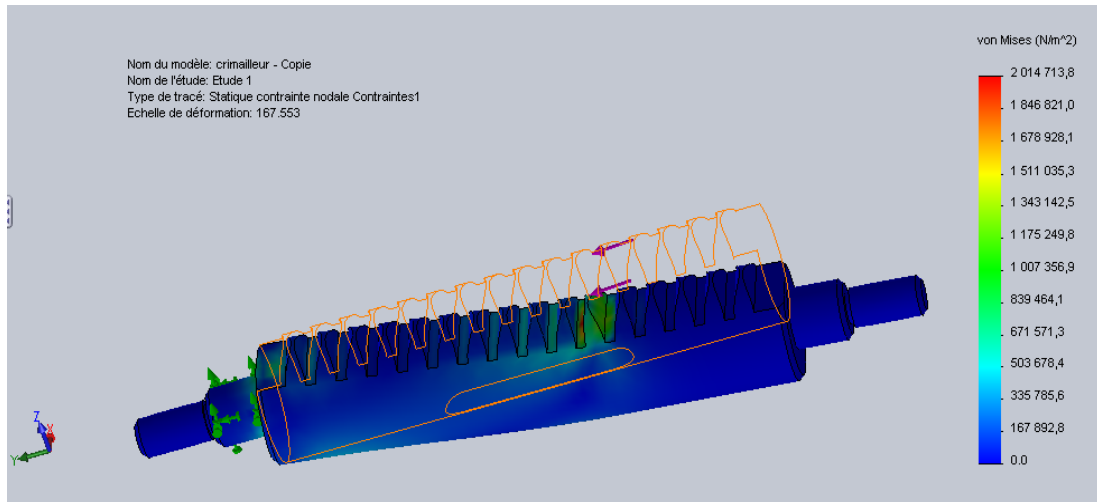 von Mises (N/m^2)
Nom du modèle: crimailleur - Copie
Nom de l'étude: Etude 1
Type de tracé: Statique contrainte nodale Contraintes1
Echelle de déformation: 167.553
2 014 713,8
1 846 821,0
1 678 928,1
1 511 035,3
1 343 142,5
1 175 249,8
1 007 356,9
839 464,1
671 571,3
503 678,4
335 785,6
167 892,8
0.0
Z
X
Y